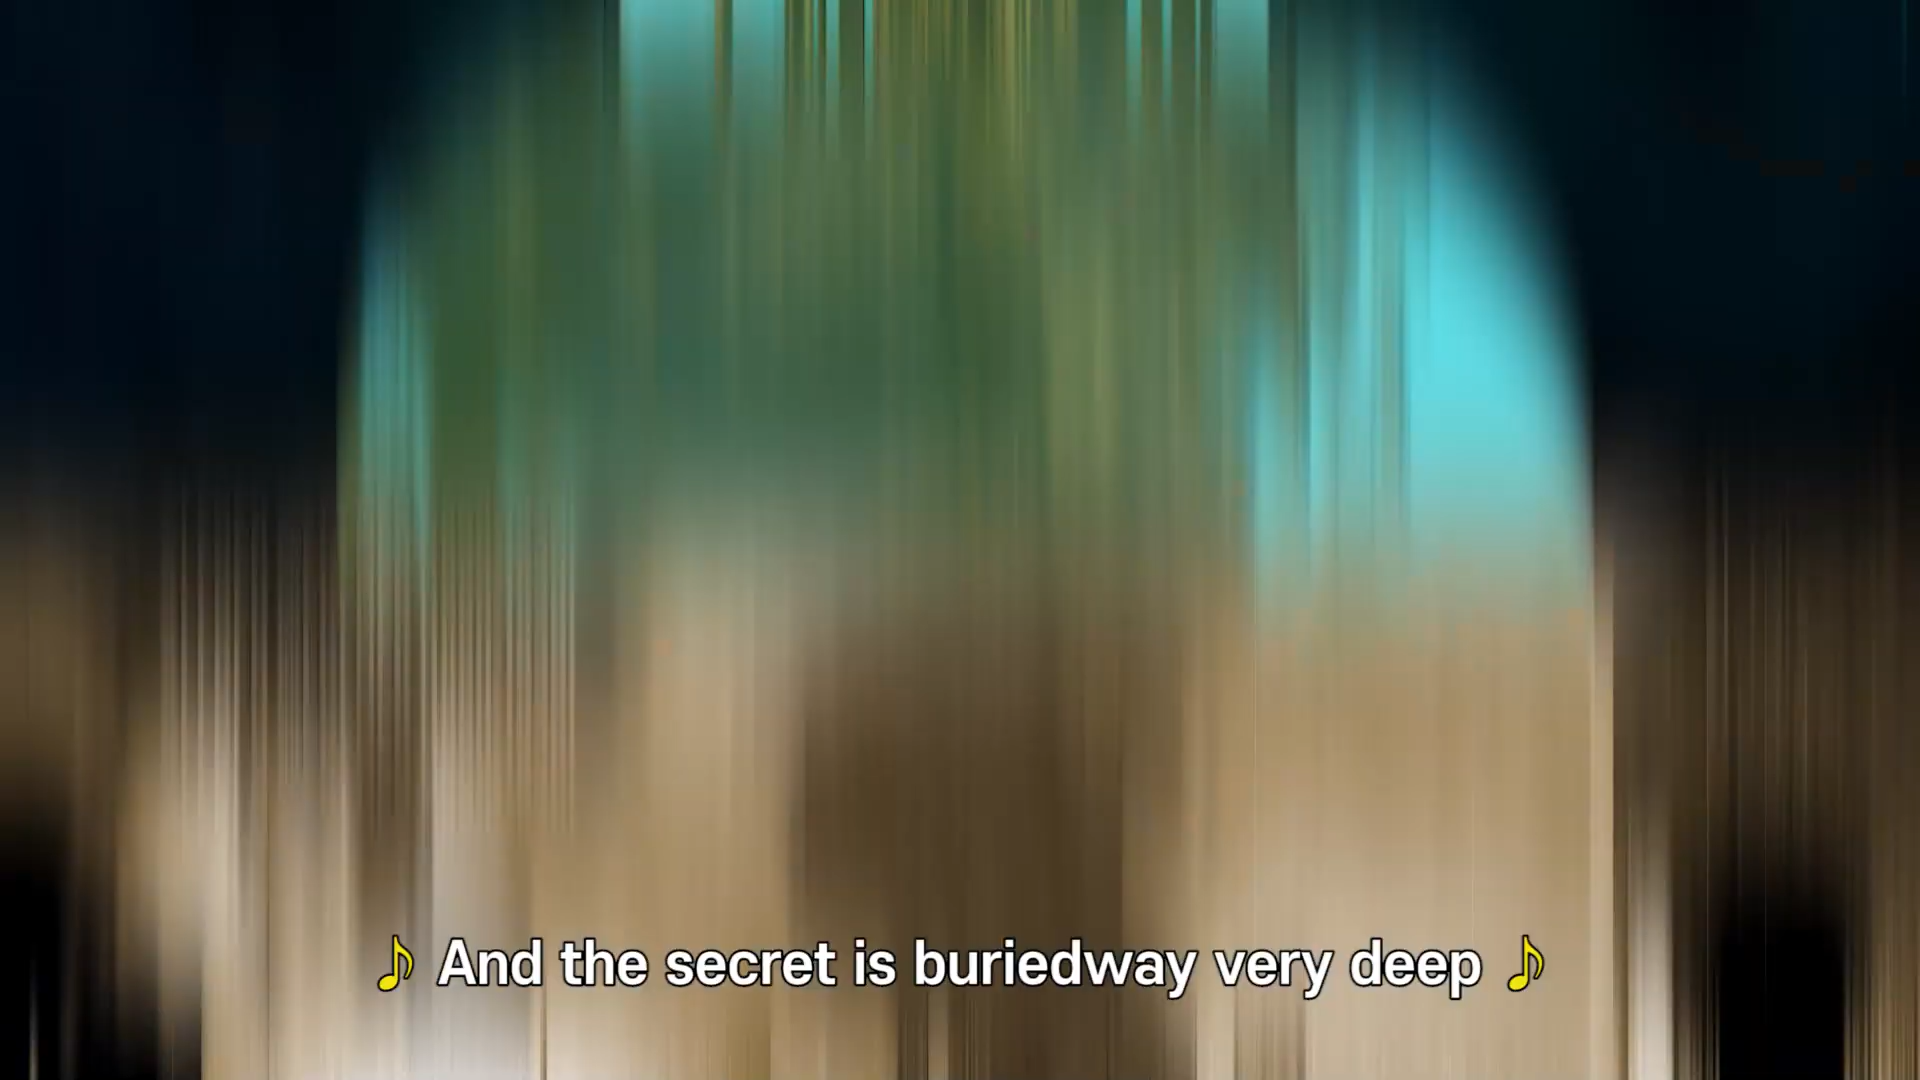 ♪ And the secret is buriedway very deep ♪